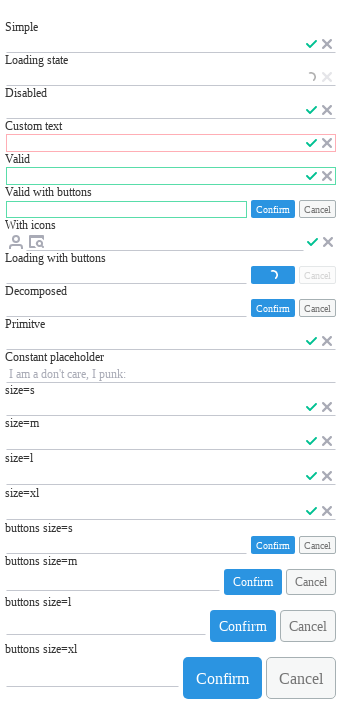 Simple
Loading state
Disabled
Custom text
Valid
Valid with buttons
Confirm Cancel
With icons
Loading with buttons
Cancel
Decomposed
Confirm Cancel
Primitve
Constant placeholder
I am a don't care, I punk:
size=s
size=m
size=l
size=xl
buttons size=s
Confirm Cancel
buttons size=m
Confirm Cancel
buttons size=l
Confirm Cancel
buttons size=xl
Confirm Cancel